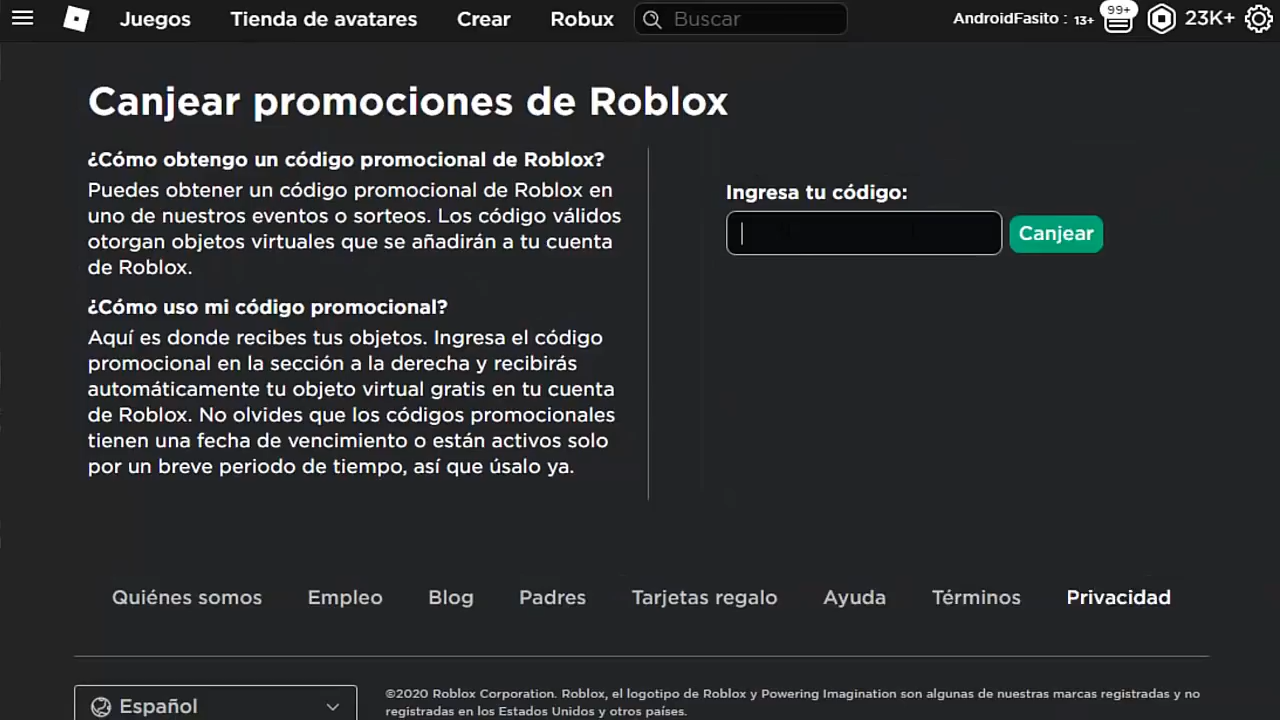 Juegos Tienda de avatares Crear Robux Buscar AndroidFasito : 13+ 99+ 23K+
Canjear promociones de Roblox
¿Cómo obtengo un código promocional de Roblox?
Puedes obtener un código promocional de Roblox en
uno de nuestros eventos o sorteos. Los código válidos
otorgan objetos virtuales que se añadirán a tu cuenta
de Roblox.
¿Cómo uso mi código promocional?
Aquí es donde recibes tus objetos. Ingresa el código
promocional en la sección a la derecha y recibirás
automáticamente tu objeto virtual gratis en tu cuenta
de Roblox. No olvides que los códigos promocionales
tienen una fecha de vencimiento o están activos solo
por un breve periodo de tiempo, así que úsalo ya.
Ingresa tu código:
Canjear
Quiénes somos Empleo Blog Padres Tarjetas regalo Ayuda Términos Privacidad
Español
©2020 Roblox Corporation. Roblox, el logotipo de Roblox y Powering Imagination son algunas de nuestras marcas registradas y no
registradas en los Estados Unidos y otros países.